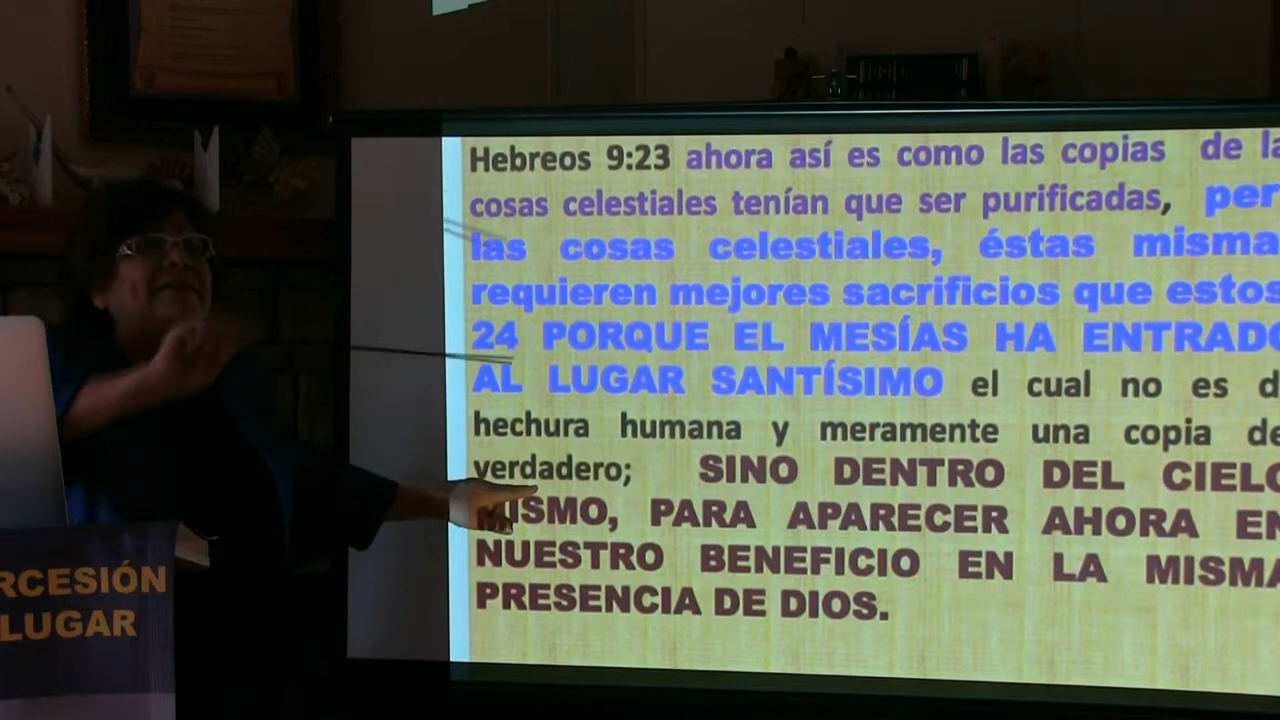 Hebreos 9:23 ahora así es como las copias de la
cosas celestiales tenían que ser purificadas, per
las cosas celestiales, éstas misma
requieren mejores sacrificios que estos
24 PORQUE EL MESÍAS HA ENTRADO
AL LUGAR SANTÍSIMO el cual no es d
hechura humana y meramente una copia de
verdadero; SINO DENTRO DEL CIELO
MISMO, PARA APARECER AHORA EN
NUESTRO BENEFICIO EN LA MISMA
PRESENCIA DE DIOS.
RCESIÓN
LUGAR